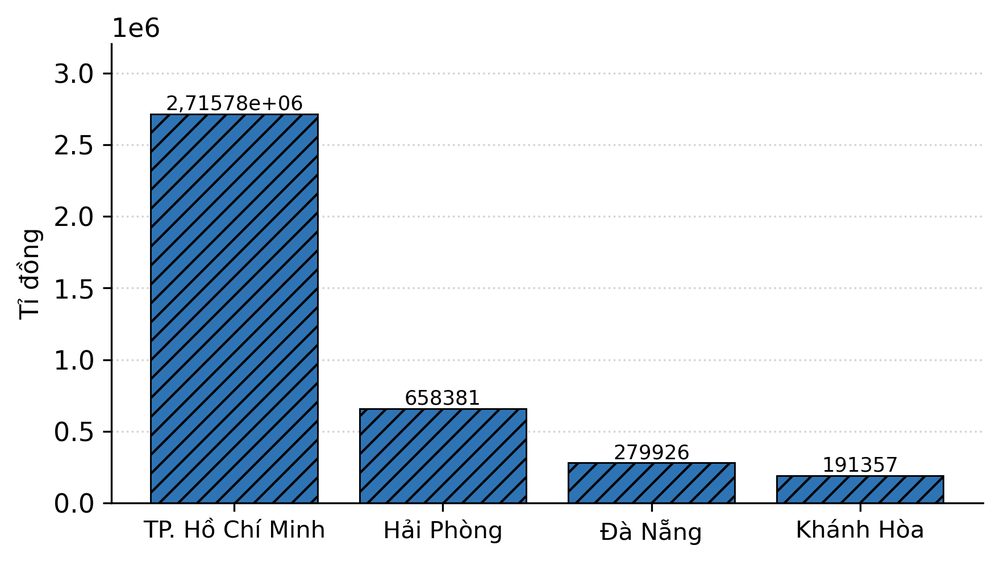 1e6
3.0
2.5
2.0
1.5
1.0
0.5
0.0
Tỉ đồng
2,71578e+06
658381
279926
191357
TP. Hồ Chí Minh
Hải Phòng
Đà Nẵng
Khánh Hòa